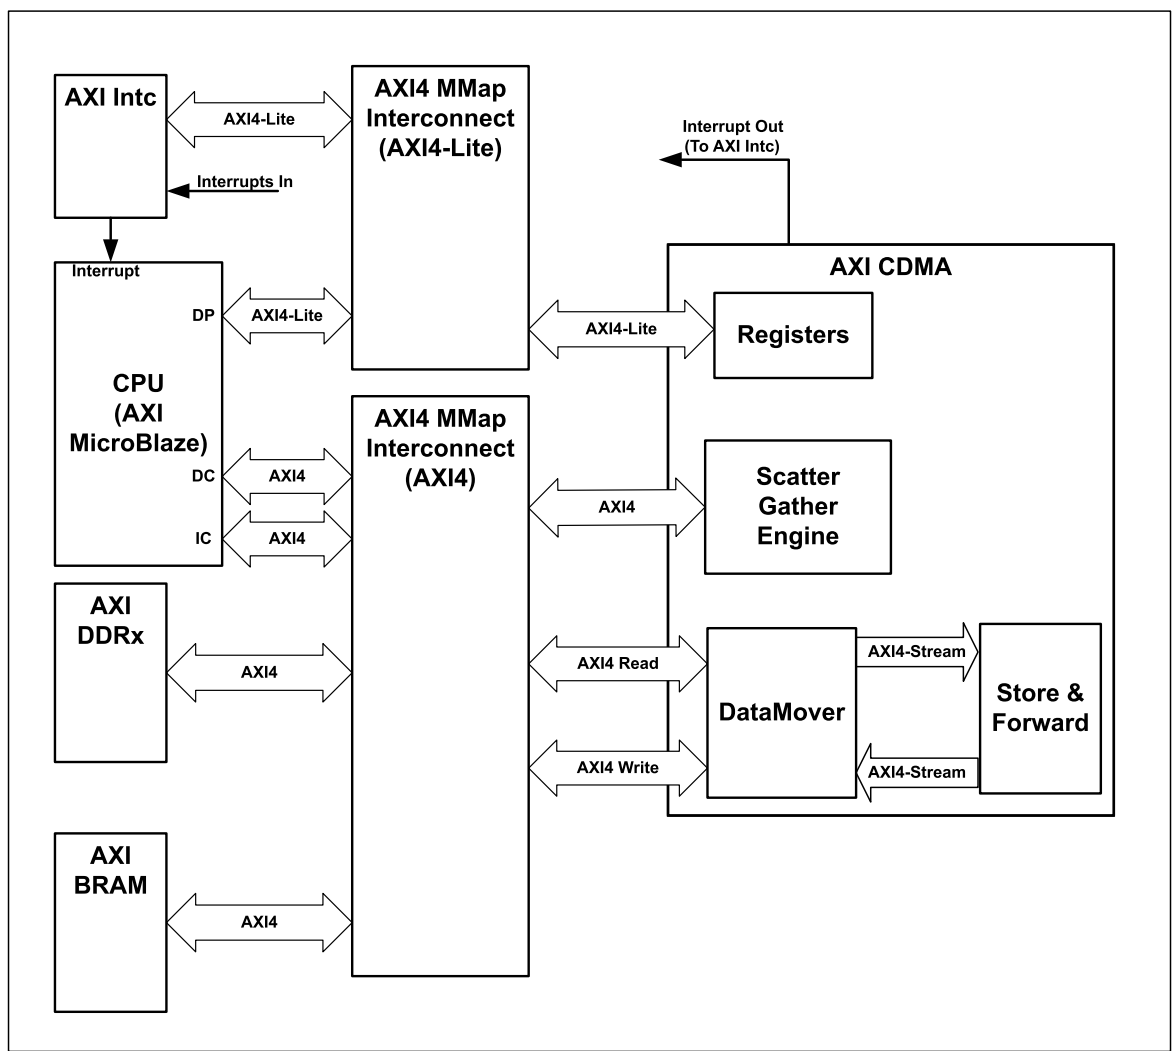 AXI Intc
AXI4-Lite
AXI4 MMap
Interconnect
(AXI4-Lite)
Interrupt Out
(To AXI Intc)
Interrupts In
Interrupt
DP
AXI4-Lite
CPU
(AXI
MicroBlaze)
DC
AXI4
IC
AXI4
AXI CDMA
AXI4-Lite
Registers
AXI4 MMap
Interconnect
(AXI4)
AXI4
Scatter
Gather
Engine
AXI
DDRx
AXI4
AXI4 Read
AXI4 Write
DataMover
AXI4-Stream
AXI4-Stream
Store &
Forward
AXI
BRAM
AXI4